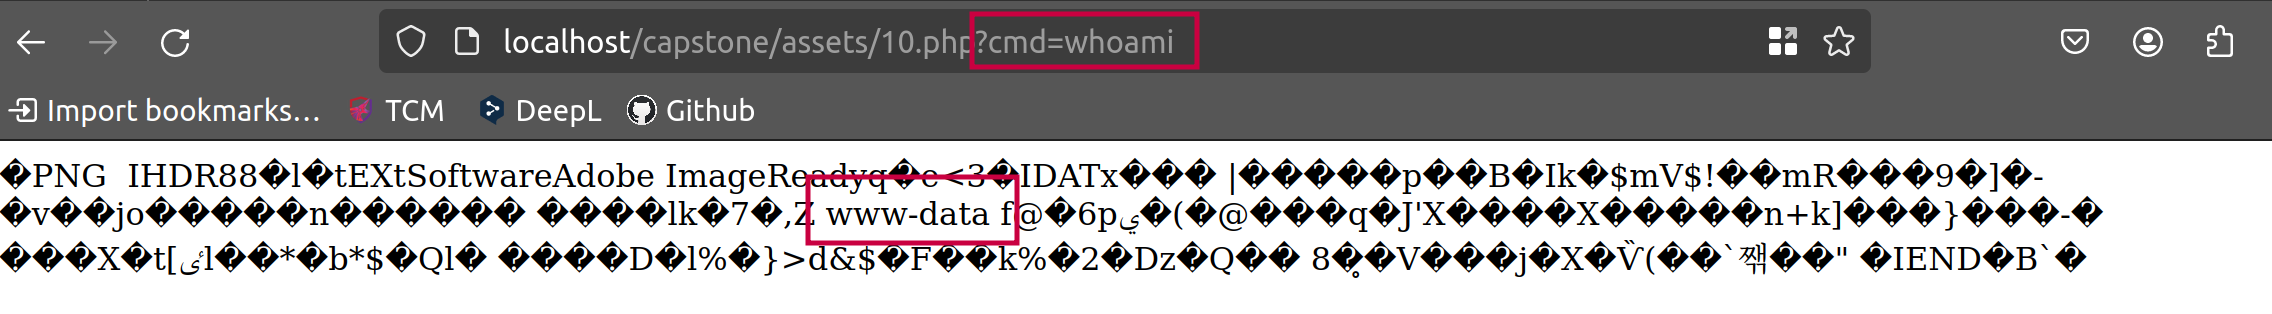 localhost/capstone/assets/10.php?cmd=whoami
Import bookmarks... TCM DeepL Github
�PNG IHDR88�l�tEXtSoftwareAdobe ImageReadyq�e<3�IDATx��� |�����p��B�Ik�$mV$!��mR���9�]�-
�v��jo�����n������ ����lk�7�,Z www-data f@�6pي�(�@���q�J'X����X�����n+k]���}���-�
���X�t[ئl��*�b*$�Ql� ����D�l%�}>d&$�F��k%�2�Dz�Q�� 8�̥�V���j�X�Ѷ(��`쨲��" �IEND�B`�